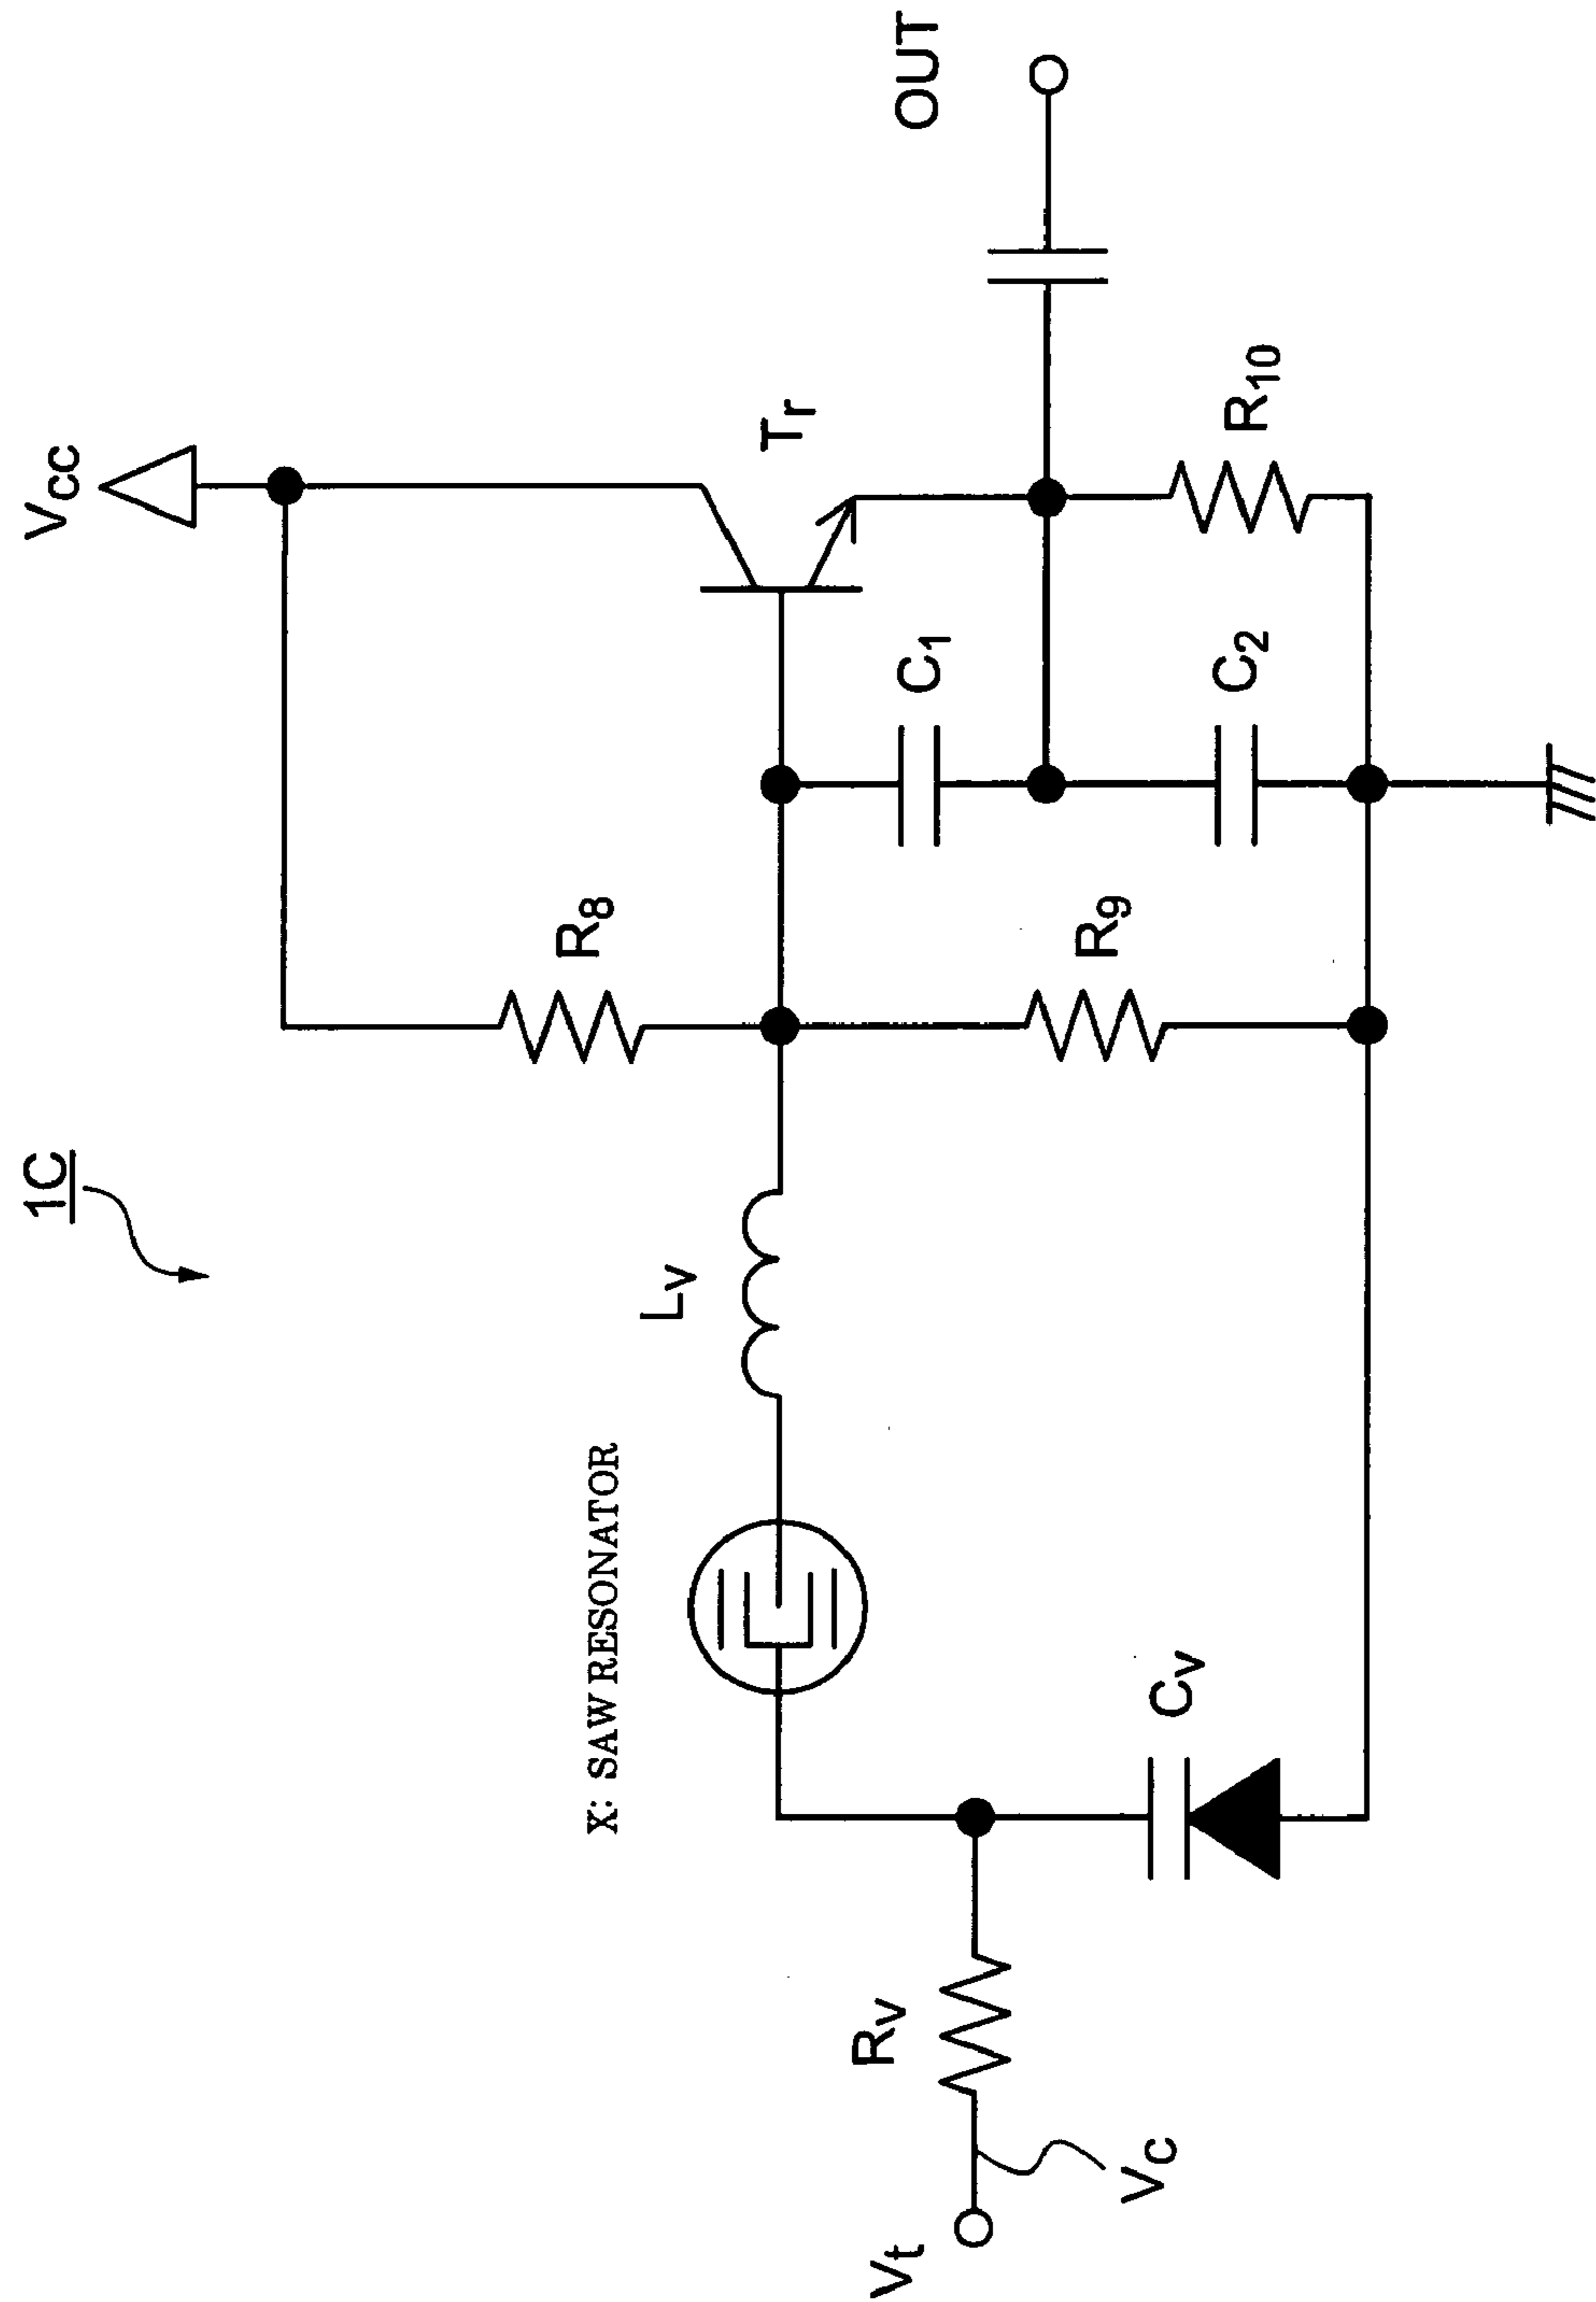 1C
VCC
R8
Tr
OUT
LV
X: SAW RESONATOR
C1
R9
C2
R10
RV
CV
Vt
VC